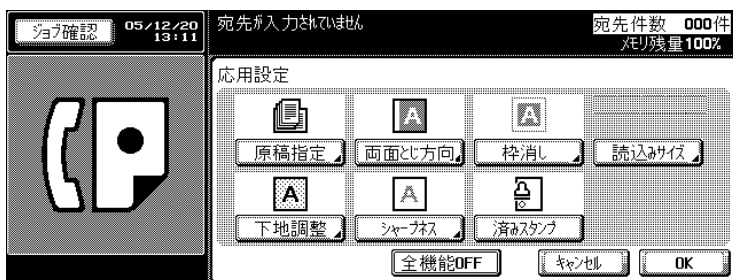 ジョブ確認
05/12/20
13:11
宛先が入力されていません
宛先件数 000件
メモリ残量100%
応用設定
原稿指定
両面とじ方向
枠消し
読込みサイズ
下地調整
シャープネス
済みスタンプ
全機能OFF
キャンセル
OK